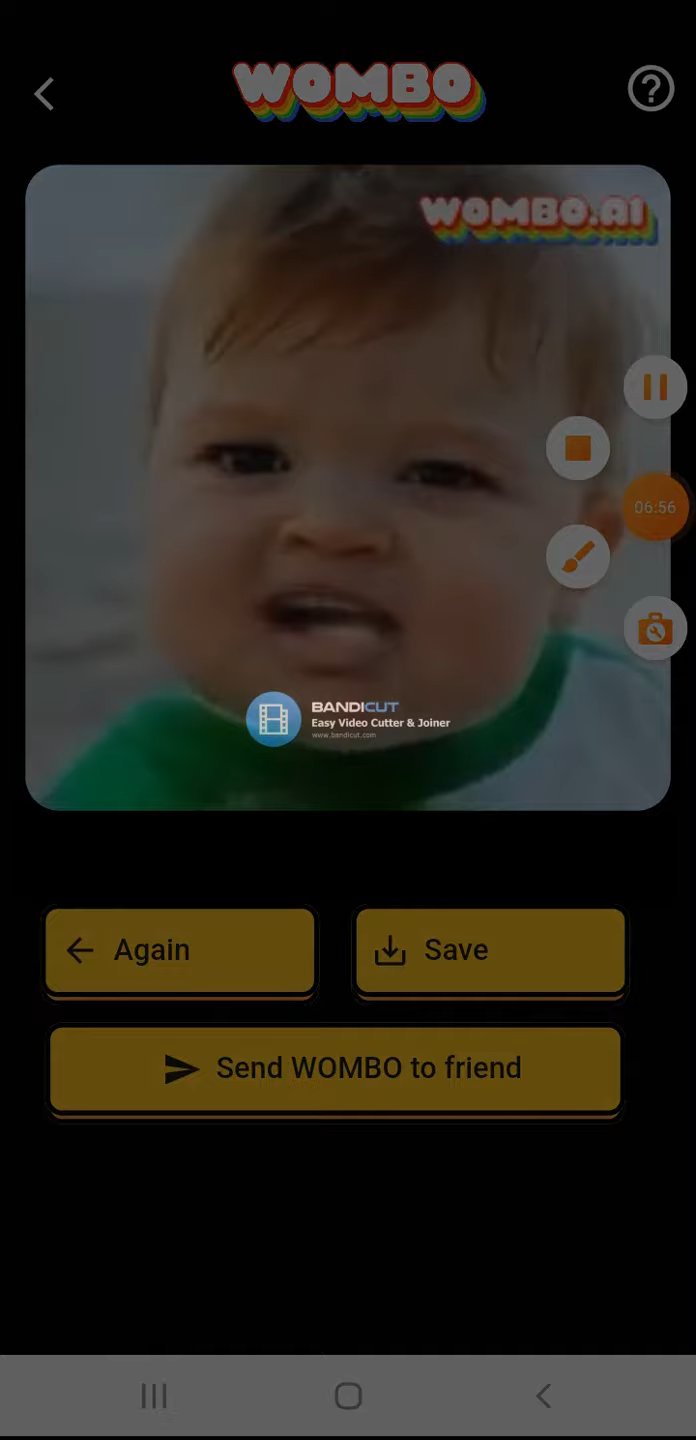 WOMBO
WOMBO.AI
06:56
BANDICUT
Easy Video Cutter & Joiner
www.bandicut.com
Again
Save
Send WOMBO to friend